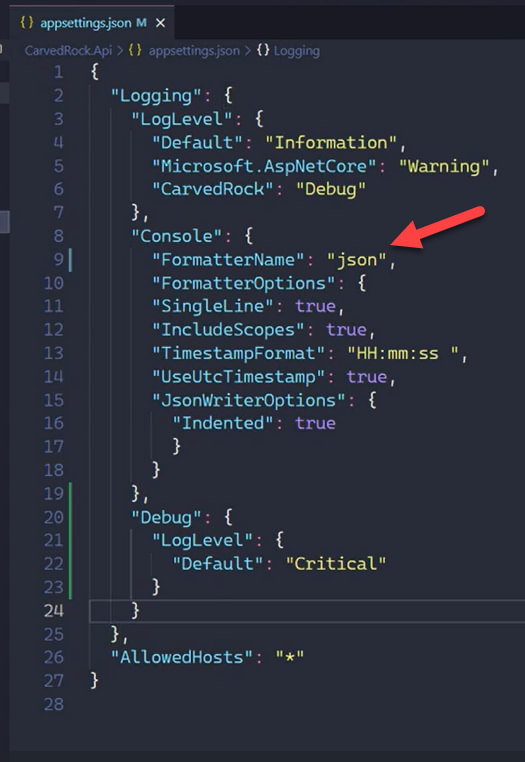 { } appsettings.json M ×
CarvedRock.Api > { } appsettings.json > { } Logging
1 {
2 "Logging": {
3 "LogLevel": {
4 "Default": "Information",
5 "Microsoft.AspNetCore": "Warning",
6 "CarvedRock": "Debug"
7 },
8 "Console": {
9 "FormatterName": "json",
10 "FormatterOptions": {
11 "SingleLine": true,
12 "IncludeScopes": true,
13 "TimestampFormat": "HH:mm:ss ",
14 "UseUtcTimestamp": true,
15 "JsonWriterOptions": {
16 "Indented": true
17 }
18 }
19 },
20 "Debug": {
21 "LogLevel": {
22 "Default": "Critical"
23 }
24 }
25 },
26 "AllowedHosts": "*"
27 }
28